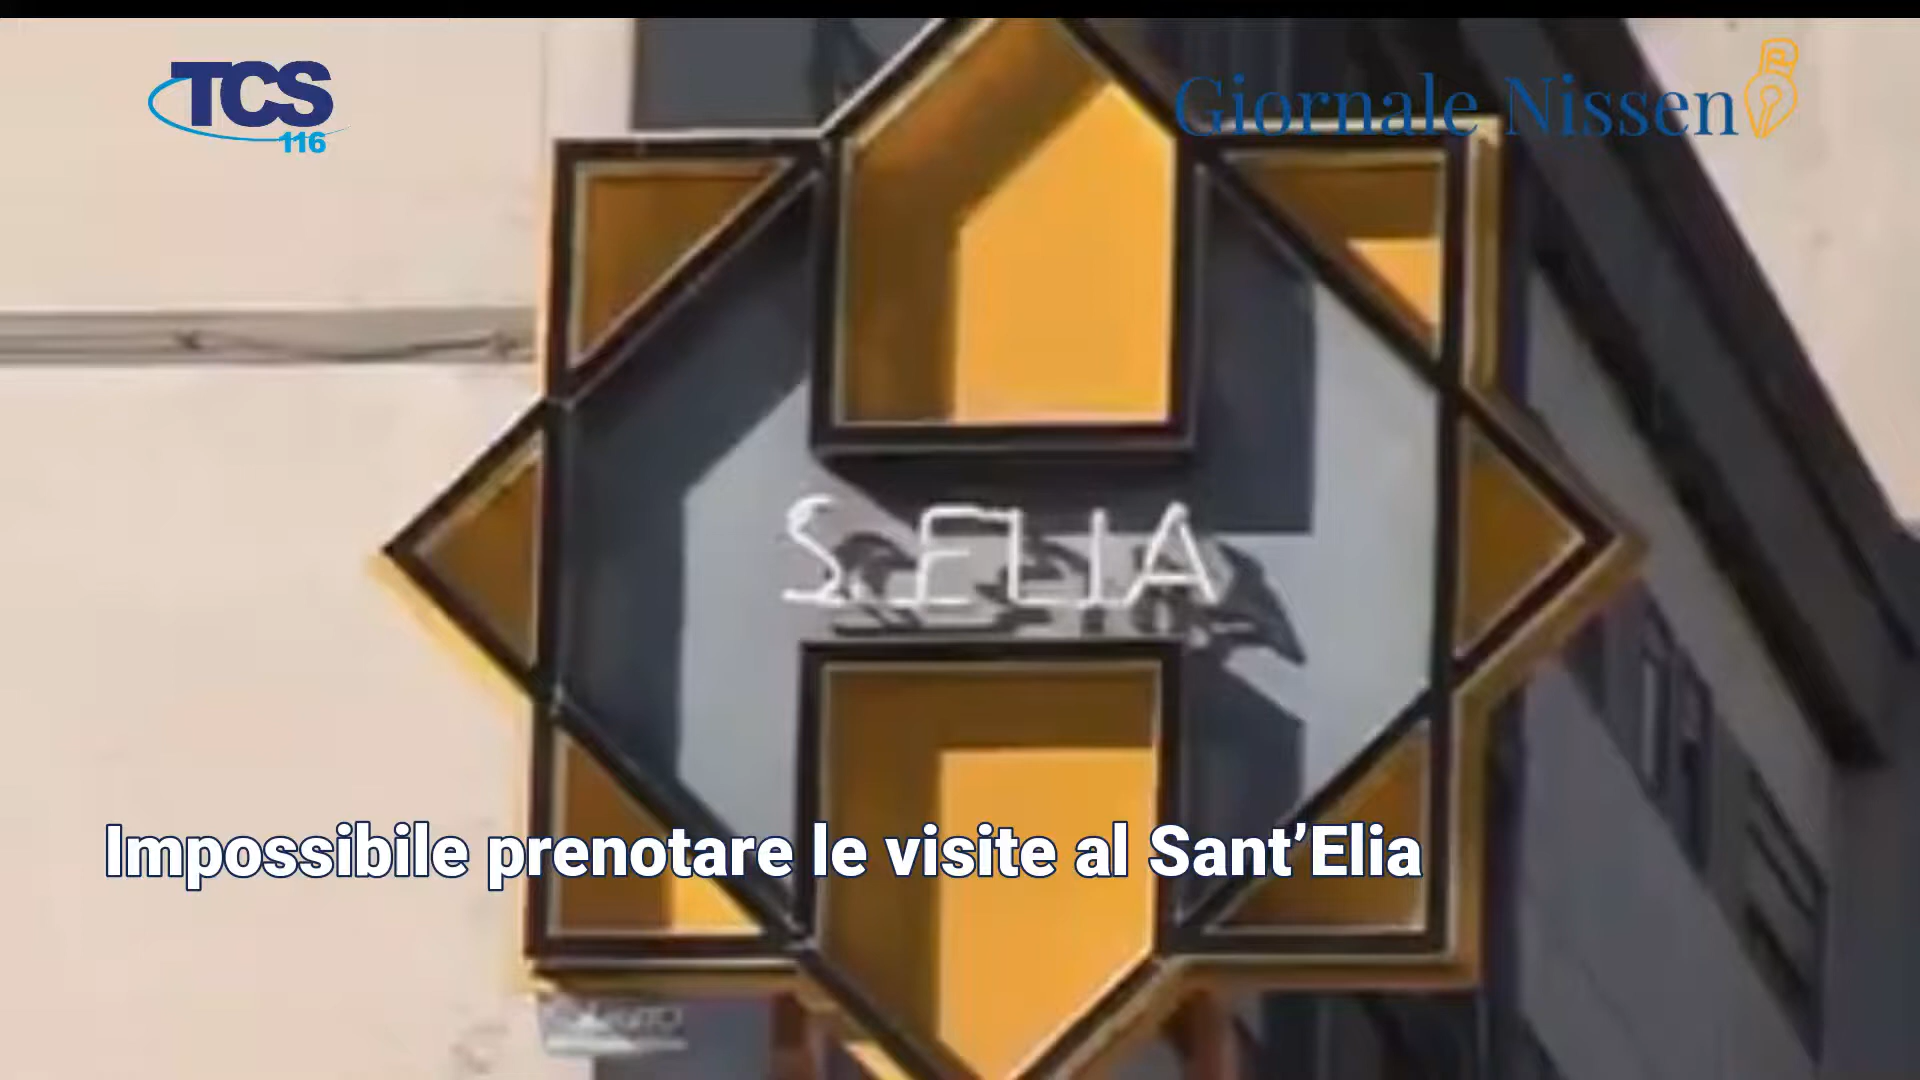 TCS
116
Giornale Nissen
S. ELIA
Impossibile prenotare le visite al Sant’Elia